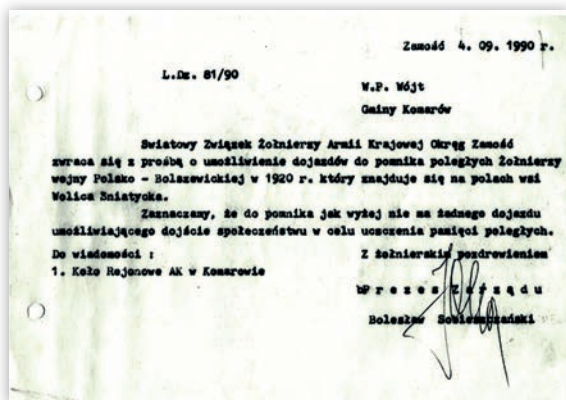 Zamość 4. 09. 1990 r.
L.Dz. 81/90
W.P. Wójt
Gminy Komarów
Swiatowy Związek Żołnierzy Armii Krajowej Okręg Zamość
zwraca się z prośbą o umożliwienie dojazdów do pomnika poległych Żołnierzy
wojny Polsko - Bolszewickiej w 1920 r. który znajduje się na polach wsi
Wolica Sniatycka.
Zaznaczamy, że do pomnika jak wyżej nie ma żadnego dojazdu
umożliwiającego dojście społeczeństwu w celu uczczenia pamięci poległych.
Do wiadomości :
1. Koło Rejonowe AK w Komarowie
Z żołnierskim pozdrowieniem
P r e z e s Z a r z ą d u
Bolesław Sobieszczański